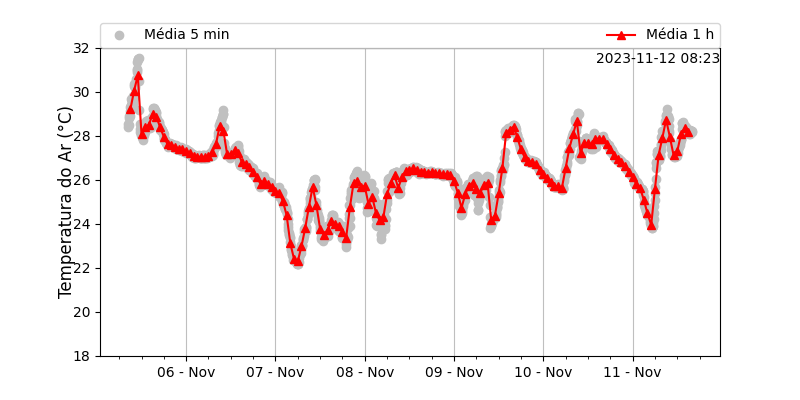 Média 5 min
Média 1 h
2023-11-12 08:23
Temperatura do Ar (°C)
32
30
28
26
24
22
20
18
06 - Nov
07 - Nov
08 - Nov
09 - Nov
10 - Nov
11 - Nov